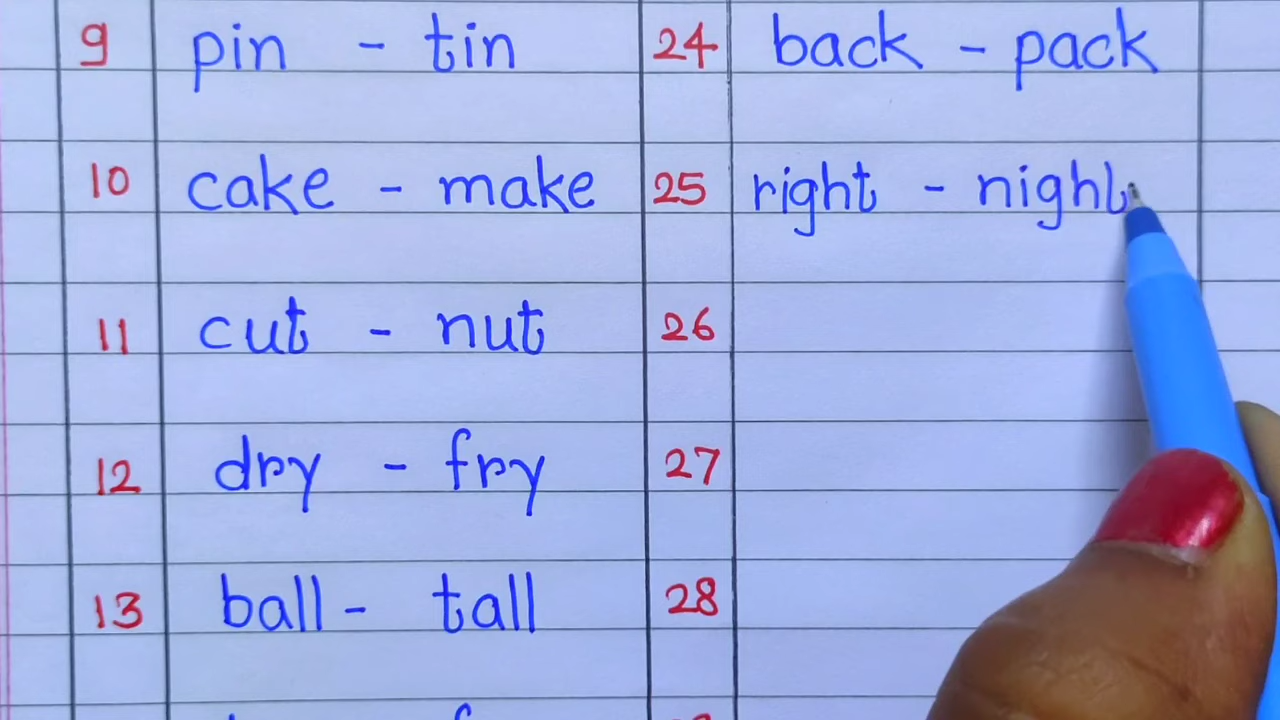 9 pin - tin 24 back - pack
10 cake - make 25 right - nigh
11 cut - nut 26
12 dry - fry 27
13 ball - tall 28